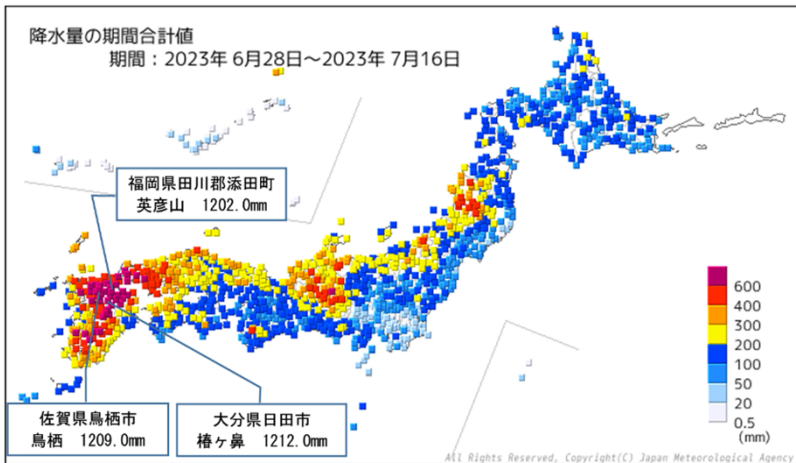 降水量の期間合計値
期間：2023年 6月28日～2023年 7月16日
福岡県田川郡添田町
英彦山 1202.0mm
佐賀県鳥栖市
鳥栖 1209.0mm
大分県日田市
椿ヶ鼻 1212.0mm
600
400
300
200
100
50
20
0.5
(mm)
All Rights Reserved, Copyright(C) Japan Meteorological Agency